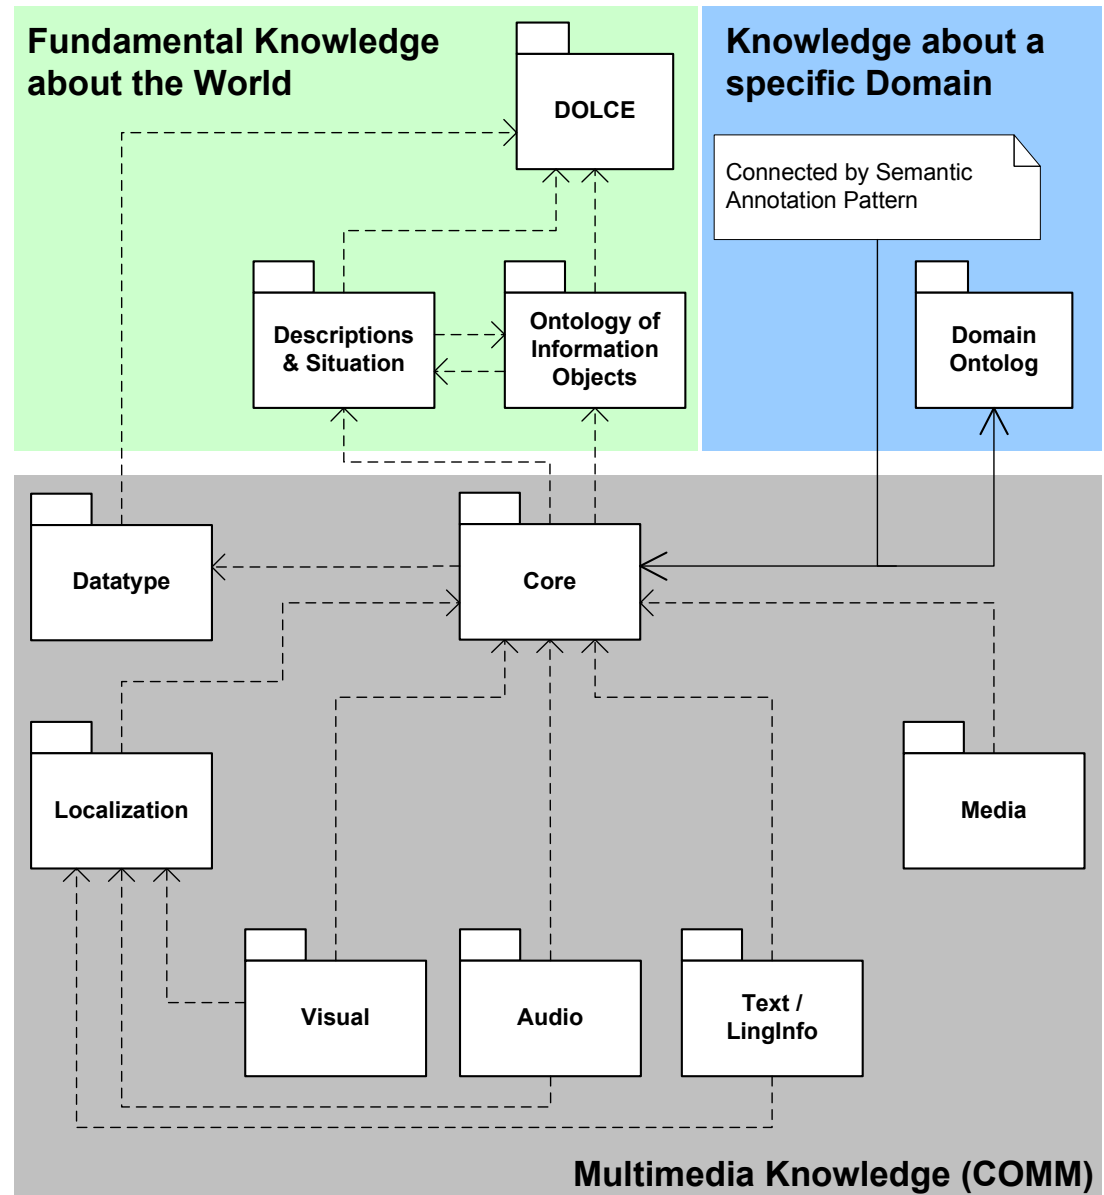 Fundamental Knowledge
about the World
Knowledge about a
specific Domain
DOLCE
Connected by Semantic
Annotation Pattern
Descriptions
& Situation
Ontology of
Information
Objects
Domain
Ontolog
Datatype
Core
Localization
Media
Visual
Audio
Text /
LingInfo
Multimedia Knowledge (COMM)